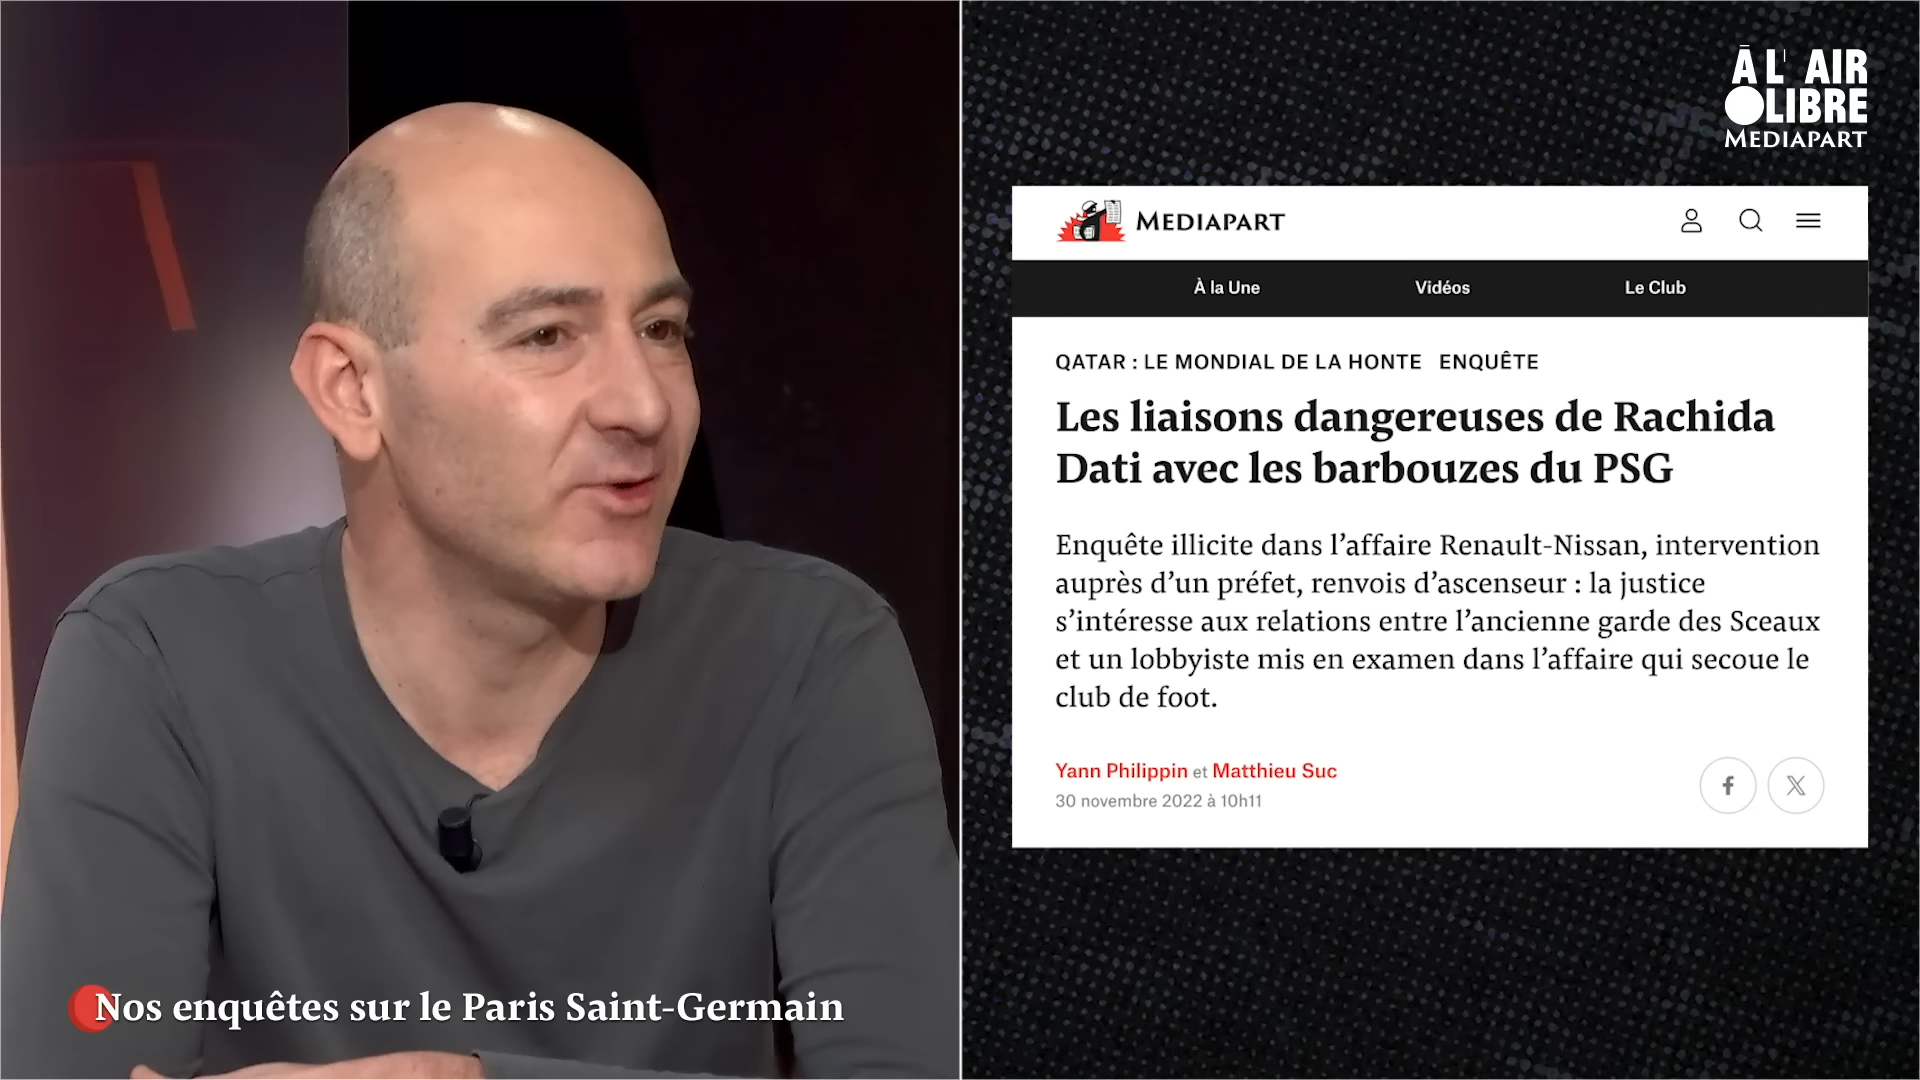 À L' AIR
LIBRE
MEDIAPART
MEDIAPART
À la Une
Vidéos
Le Club
QATAR : LE MONDIAL DE LA HONTE ENQUÊTE
Les liaisons dangereuses de Rachida
Dati avec les barbouzes du PSG
Enquête illicite dans l’affaire Renault-Nissan, intervention
auprès d’un préfet, renvois d’ascenseur : la justice
s’intéresse aux relations entre l’ancienne garde des Sceaux
et un lobbyiste mis en examen dans l’affaire qui secoue le
club de foot.
Yann Philippin et Matthieu Suc
30 novembre 2022 à 10h11
Nos enquêtes sur le Paris Saint-Germain